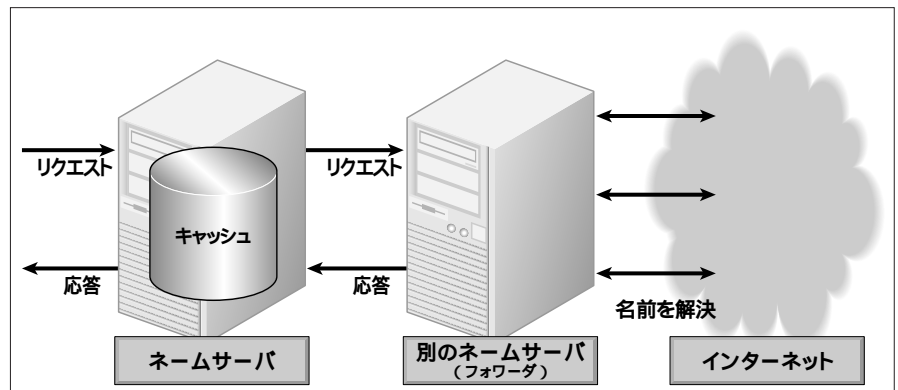 リクエスト
リクエスト
キャッシュ
応答
応答
名前を解決
ネームサーバ
別のネームサーバ
(フォワーダ)
インターネット